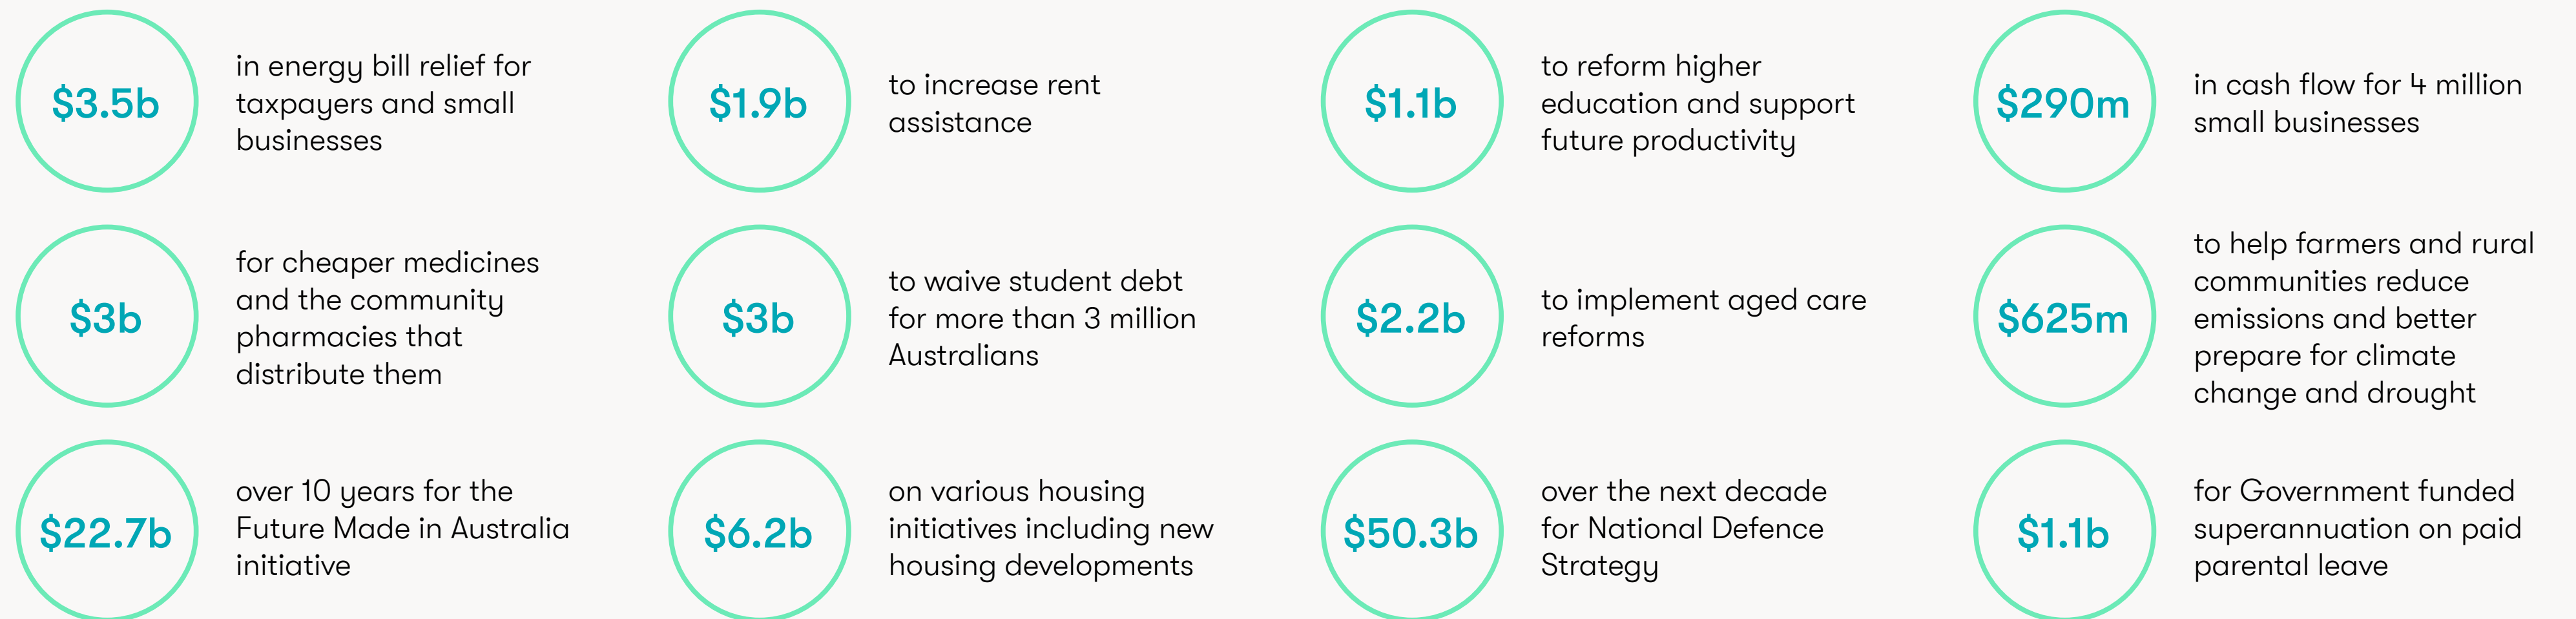 $3.5b
in energy bill relief for
taxpayers and small
businesses
$1.9b
to increase rent
assistance
$1.1b
to reform higher
education and support
future productivity
$290m
in cash flow for 4 million
small businesses
$3b
for cheaper medicines
and the community
pharmacies that
distribute them
$3b
to waive student debt
for more than 3 million
Australians
$2.2b
to implement aged care
reforms
$625m
to help farmers and rural
communities reduce
emissions and better
prepare for climate
change and drought
$22.7b
over 10 years for the
Future Made in Australia
initiative
$6.2b
on various housing
initiatives including new
housing developments
$50.3b
over the next decade
for National Defence
Strategy
$1.1b
for Government funded
superannuation on paid
parental leave